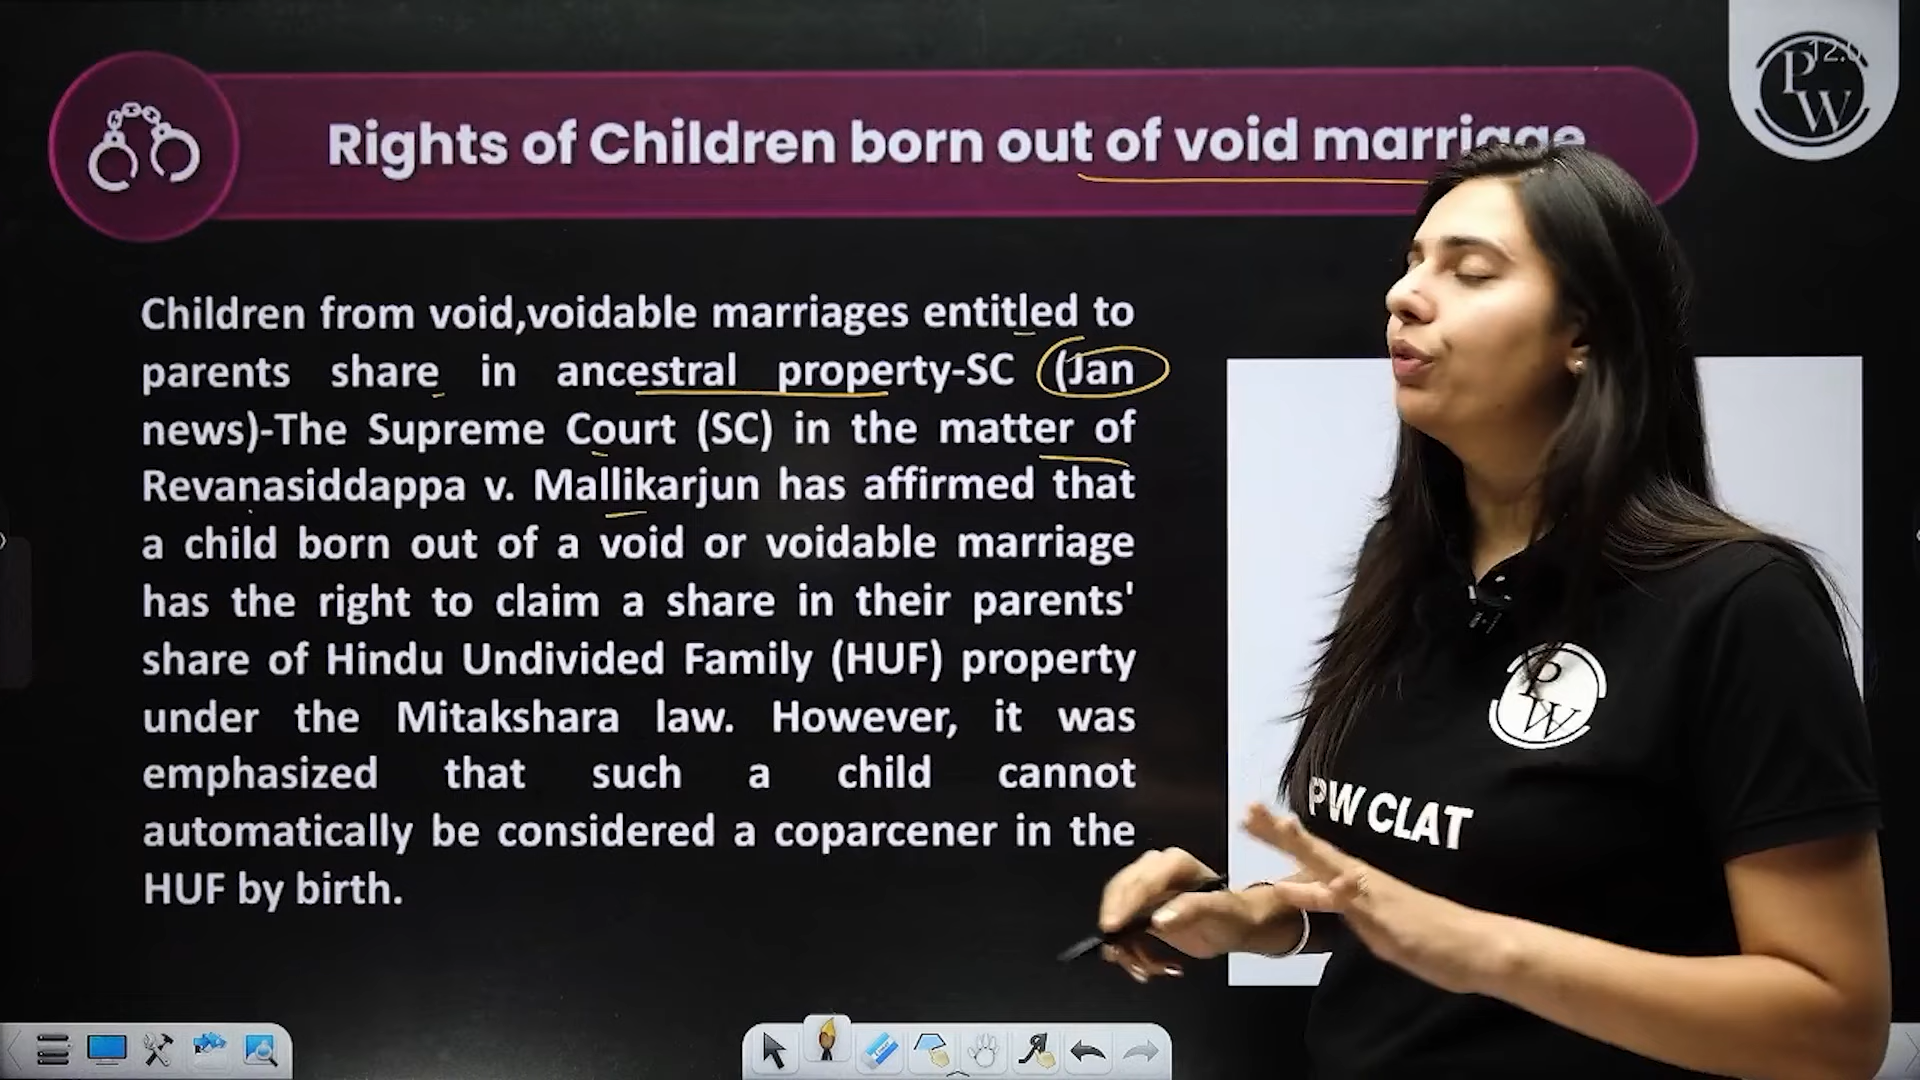 12.0
PW
Rights of Children born out of void marriage
Children from void,voidable marriages entitled to
parents share in ancestral property-SC (Jan
news)-The Supreme Court (SC) in the matter of
Revanasiddappa v. Mallikarjun has affirmed that
a child born out of a void or voidable marriage
has the right to claim a share in their parents'
share of Hindu Undivided Family (HUF) property
under the Mitakshara law. However, it was
emphasized that such a child cannot
automatically be considered a coparcener in the
HUF by birth.
PW
PW CLAT